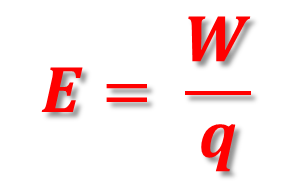 E = W/q